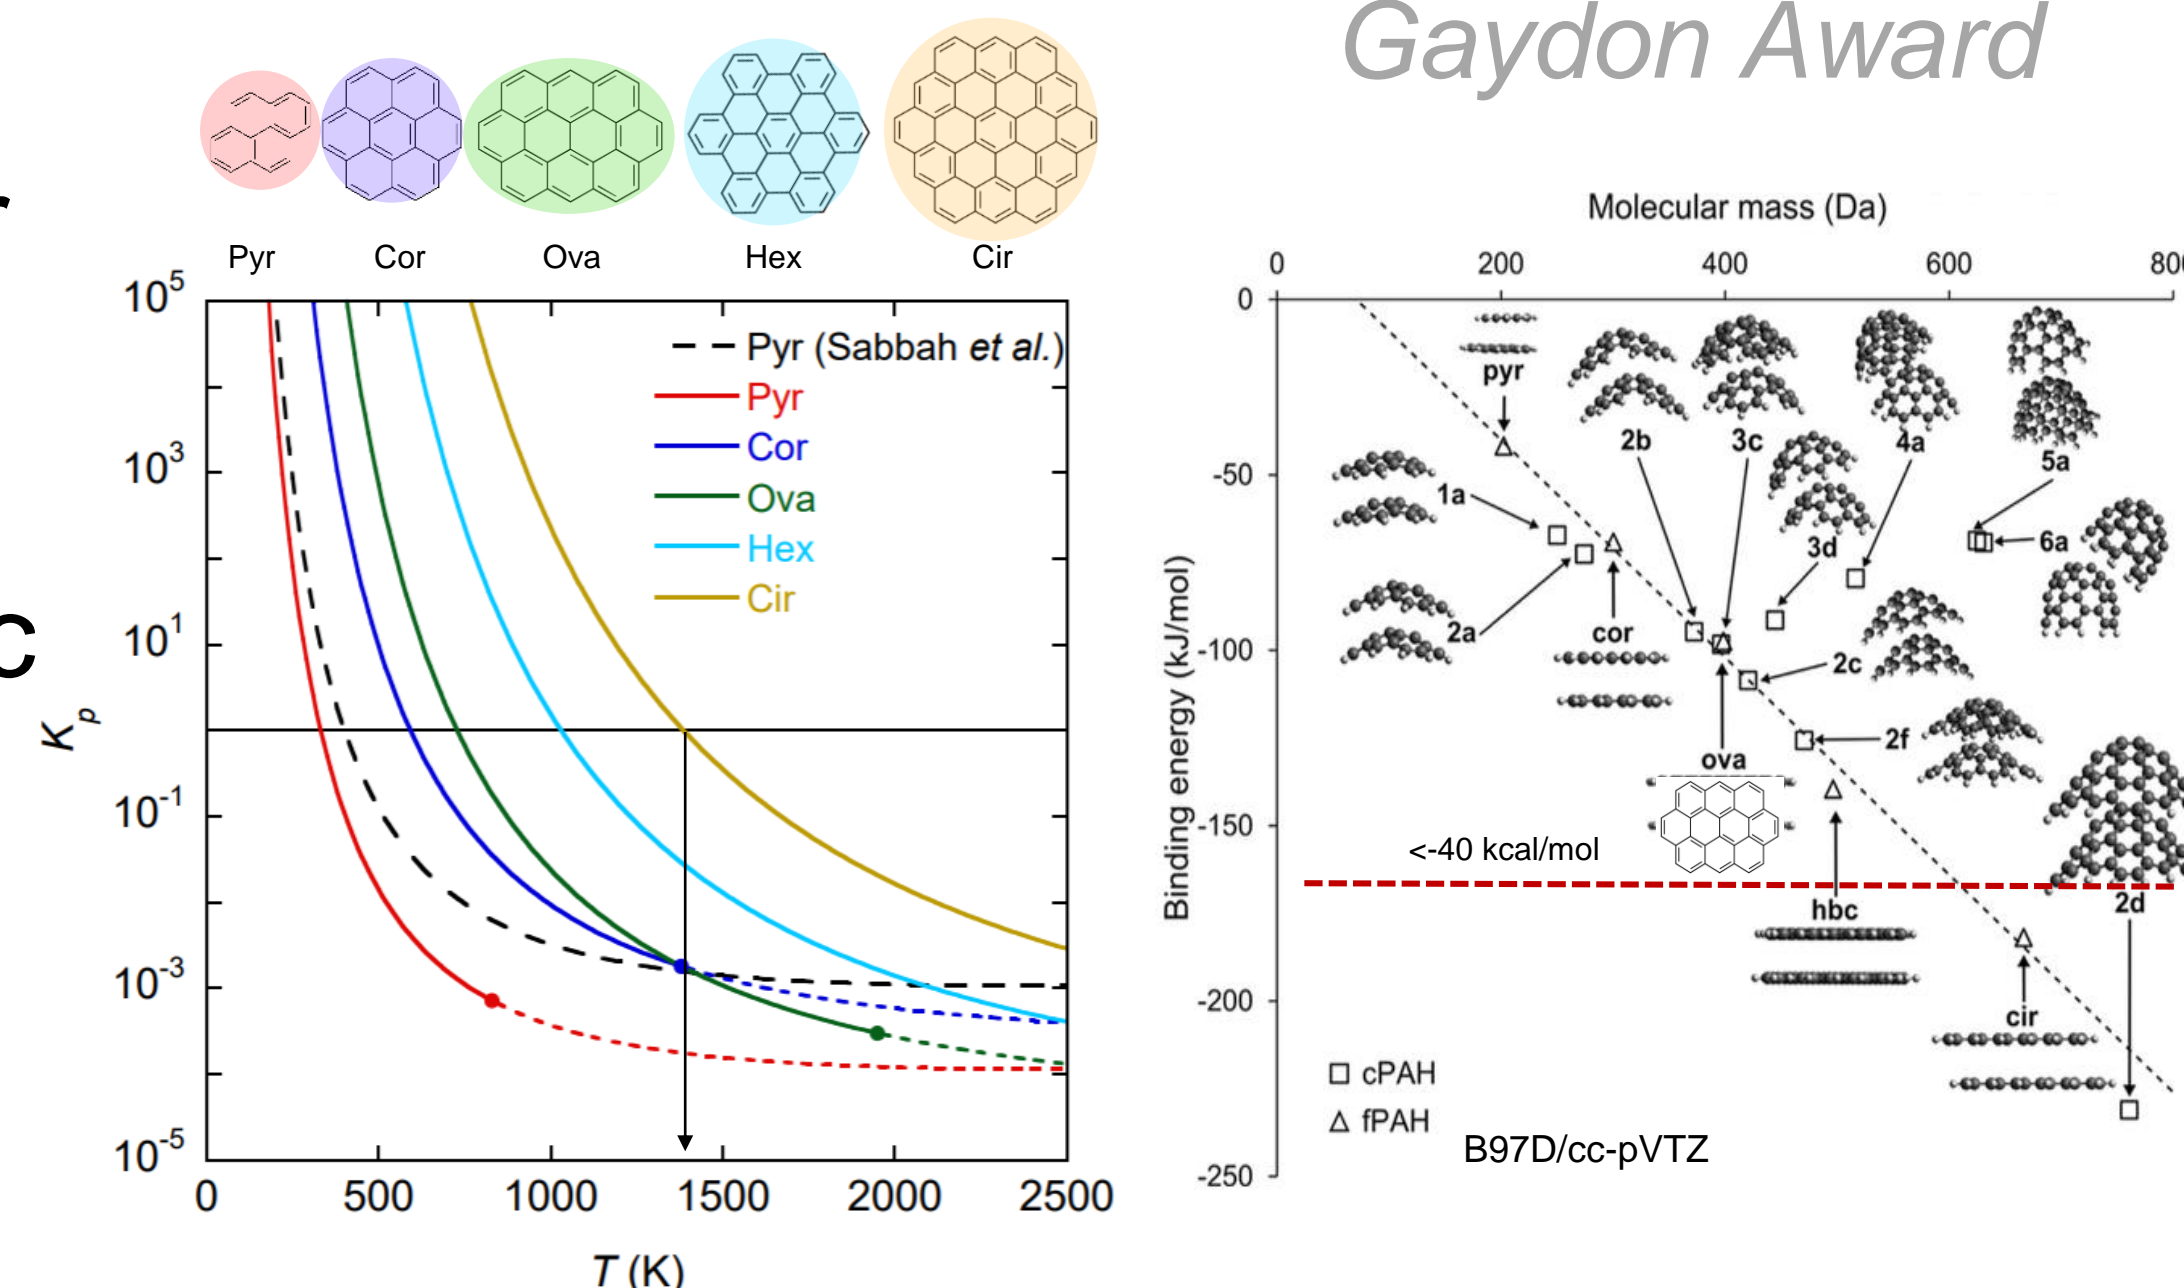 Gaydon Award
Pyr Cor Ova Hex Cir
10^5
10^3
10^1
10^-1
10^-3
10^-5
K_p
Pyr (Sabbah et al.)
Pyr
Cor
Ova
Hex
Cir
0 500 1000 1500 2000 2500
T (K)
Molecular mass (Da)
0 200 400 600
0
-50
-100
-150
-200
-250
Binding energy (kJ/mol)
pyr
2b 3c 4a
5a
1a
3d 6a
2a cor
2c
ova 2f
<-40 kcal/mol
hbc 2d
cir
cPAH
fPAH
B97D/cc-pVTZ